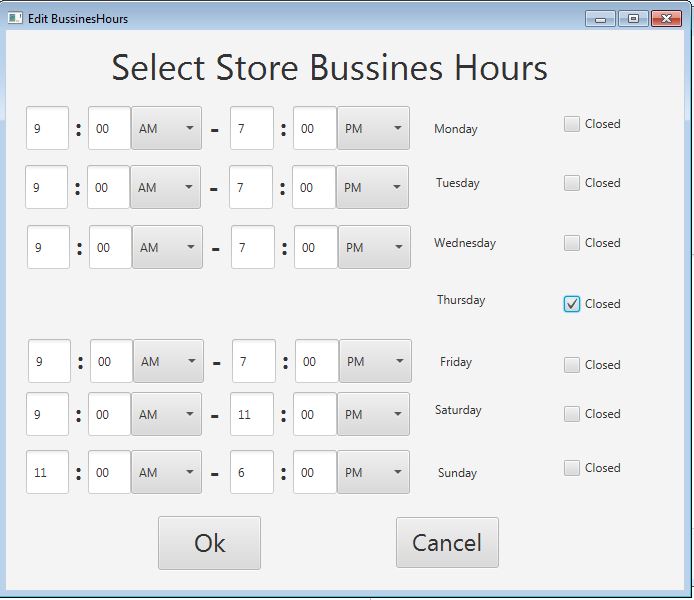 Edit BussinesHours
Select Store Bussines Hours
9 : 00 AM - 7 : 00 PM Monday Closed
9 : 00 AM - 7 : 00 PM Tuesday Closed
9 : 00 AM - 7 : 00 PM Wednesday Closed
Thursday Closed
9 : 00 AM - 7 : 00 PM Friday Closed
9 : 00 AM - 11 : 00 PM Saturday Closed
11 : 00 AM - 6 : 00 PM Sunday Closed
Ok Cancel